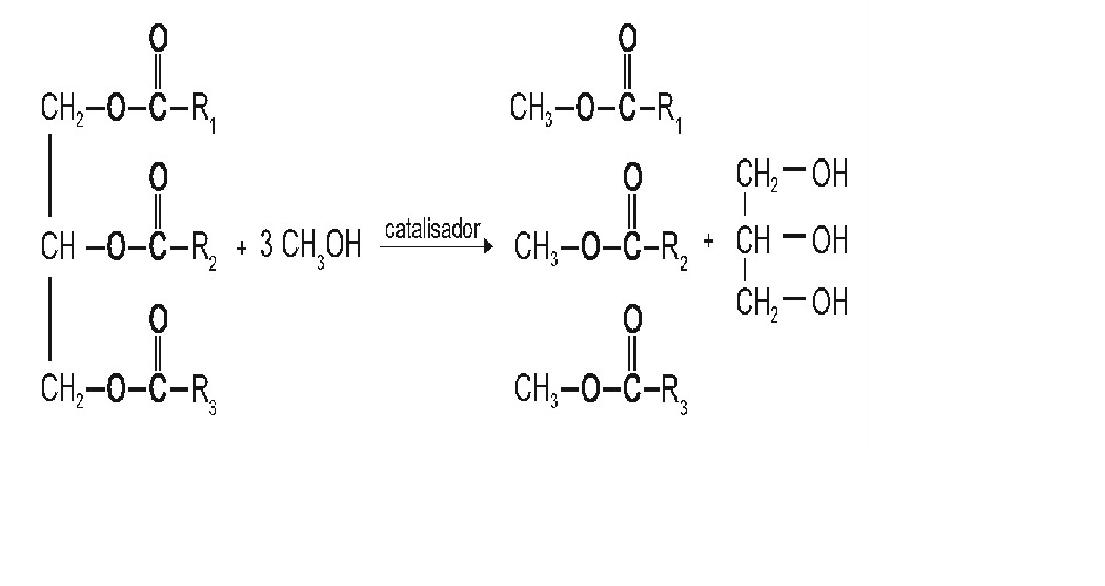 O O
CH₂–O–C–R₁ CH₃–O–C–R₁
O O CH₂–OH
CH–O–C–R₂ + 3 CH₃OH catalisador CH₃–O–C–R₂ + CH–OH
O O CH₂–OH
CH₂–O–C–R₃ CH₃–O–C–R₃